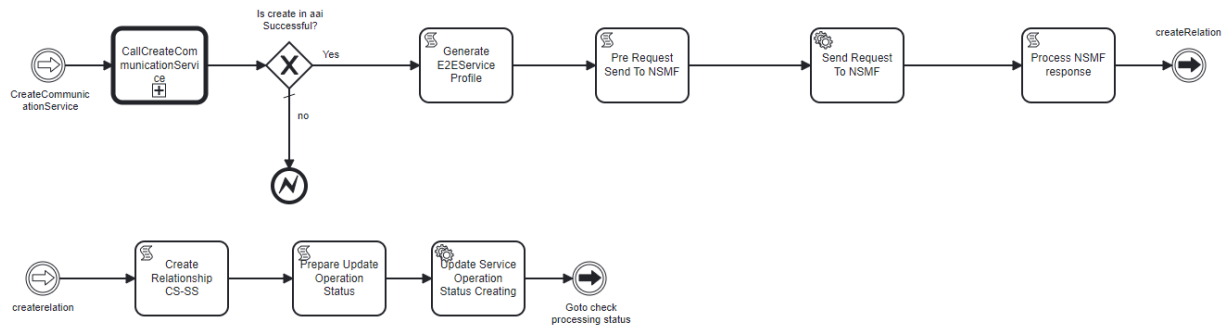 Is create in aai
Successful?
createRelation
CallCreateCom
municationServi
ce
Yes
Generate
E2EService
Profile
Pre Request
Send To NSMF
Send Request
To NSMF
Process NSMF
response
CreateCommunic
ationService
no
Create
Relationship
CS-SS
Prepare Update
Operation
Status
Update Service
Operation
Status Creating
createrelation
Goto check
processing status